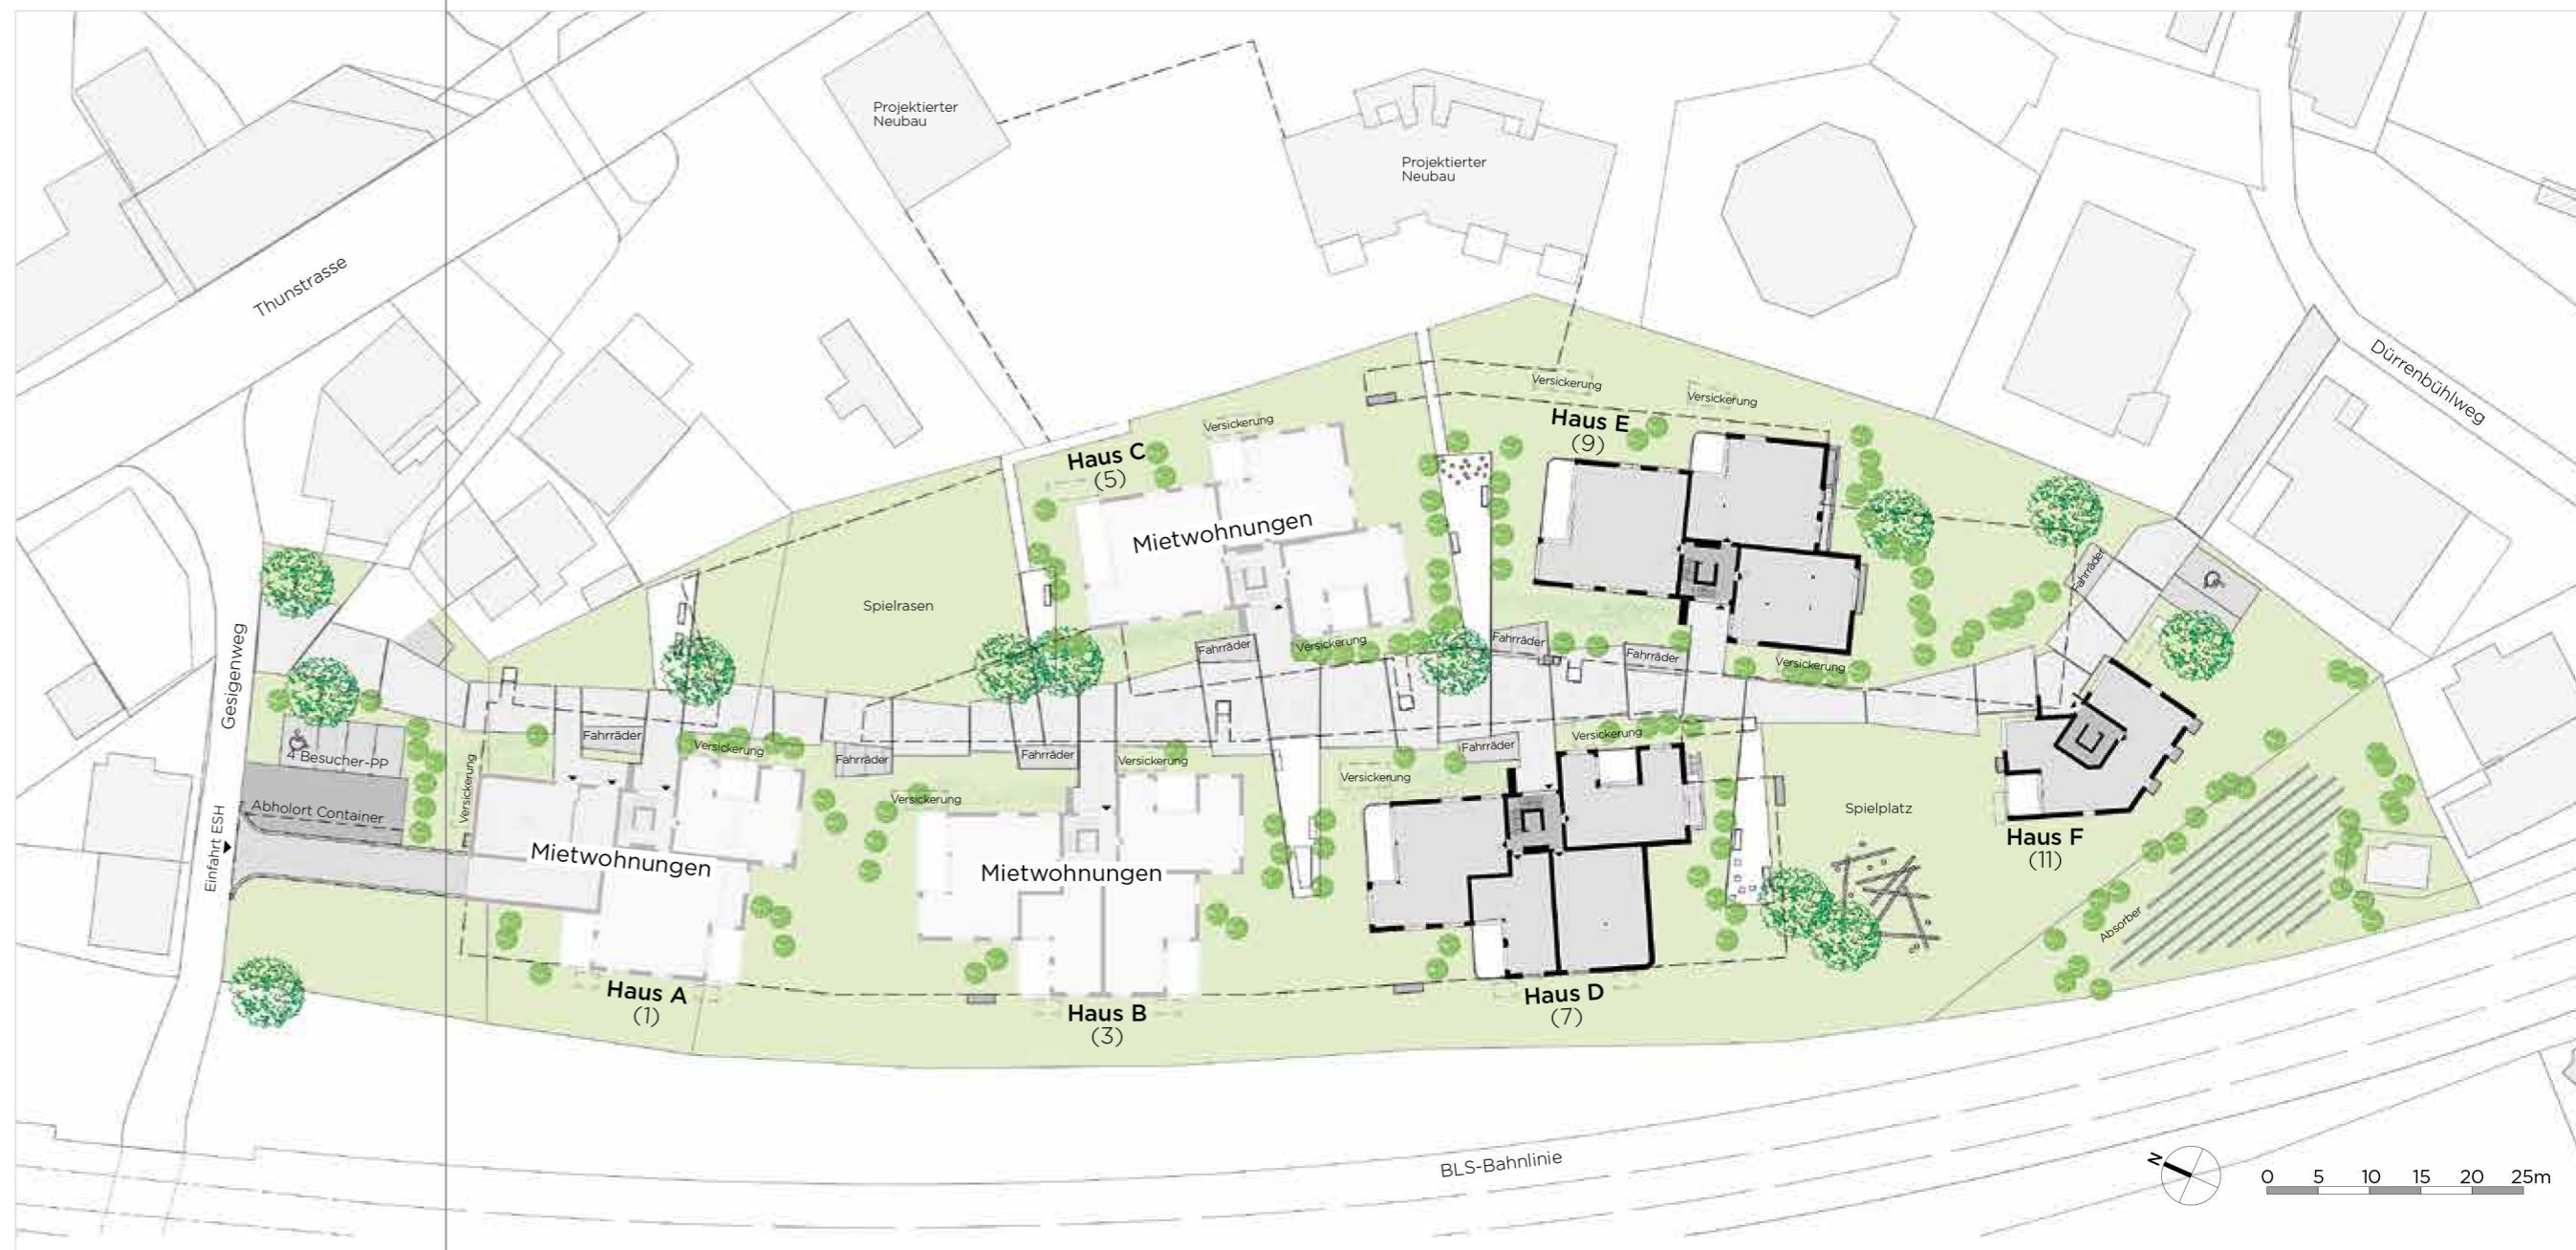 Projektierter
Neubau
Projektierter
Neubau
Thunstrasse
Dürrenbühlweg
Versickerung
Versickerung
Versickerung
Haus E
(9)
Haus C
(5)
Mietwohnungen
Spielrasen
Fahrräder
Gesigenweg
Fahrräder
Versickerung
Fahrräder
Fahrräder
Versickerung
4 Besucher-PP
Fahrräder
Versickerung
Fahrräder
Fahrräder
Versickerung
Fahrräder
Versickerung
Versickerung
Versickerung
Versickerung
Abholort Container
Einfahrt ESH
Spielplatz
Haus F
(11)
Mietwohnungen
Mietwohnungen
Absorber
Haus A
(1)
Haus B
(3)
Haus D
(7)
BLS-Bahnlinie
N
0 5 10 15 20 25m